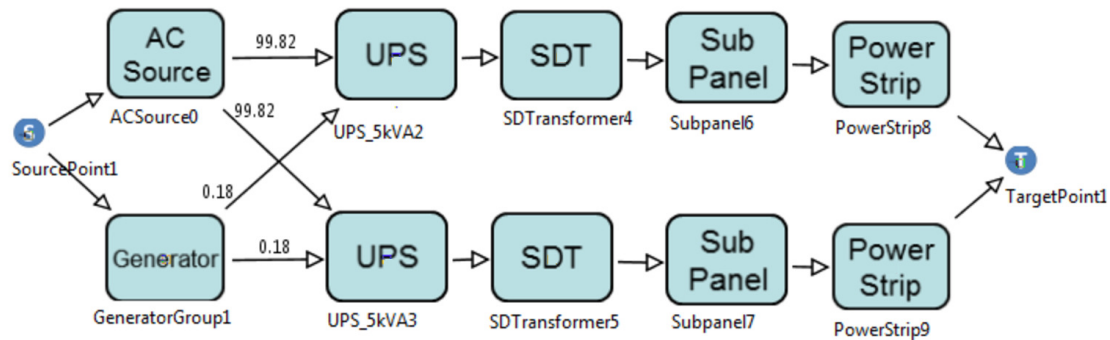 AC
Source
ACSource0
99.82
99.82
UPS
UPS_5kVA2
SDT
SDTransformer4
Sub
Panel
Subpanel6
Power
Strip
PowerStrip8
S
SourcePoint1
T
TargetPoint1
Generator
GeneratorGroup1
0.18
0.18
UPS
UPS_5kVA3
SDT
SDTransformer5
Sub
Panel
Subpanel7
Power
Strip
PowerStrip9